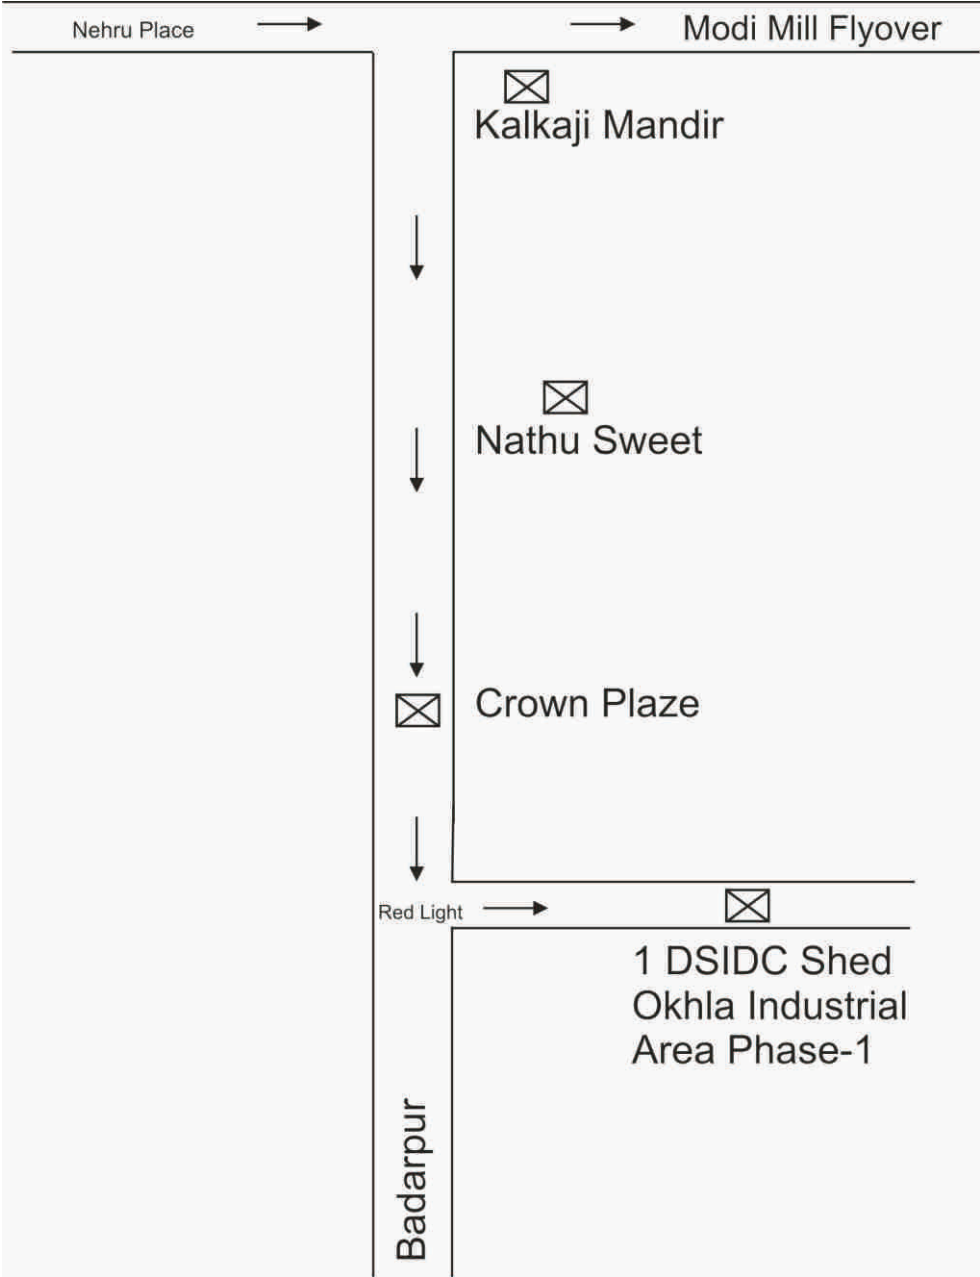 Nehru Place
Modi Mill Flyover
Kalkaji Mandir
Nathu Sweet
Crown Plaze
Red Light
1 DSIDC Shed
Okhla Industrial
Area Phase-1
Badarpur